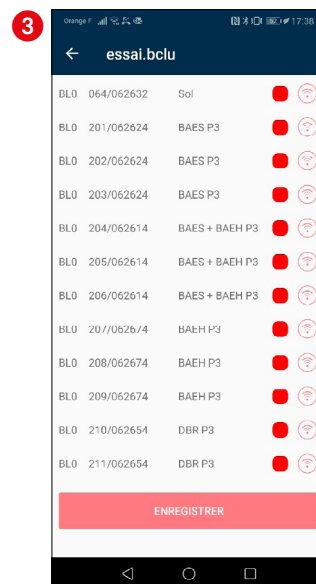 3
Orange F 17:38
essai.bclu
BL0 064/062632 Sol
BL0 201/062624 BAES P3
BL0 202/062624 BAES P3
BL0 203/062624 BAES P3
BL0 204/062614 BAES + BAEH P3
BL0 205/062614 BAES + BAEH P3
BL0 206/062614 BAES + BAEH P3
BL0 207/062674 BAEH P3
BL0 208/062674 BAEH P3
BL0 209/062674 BAEH P3
BL0 210/062654 DBR P3
BL0 211/062654 DBR P3
ENREGISTRER